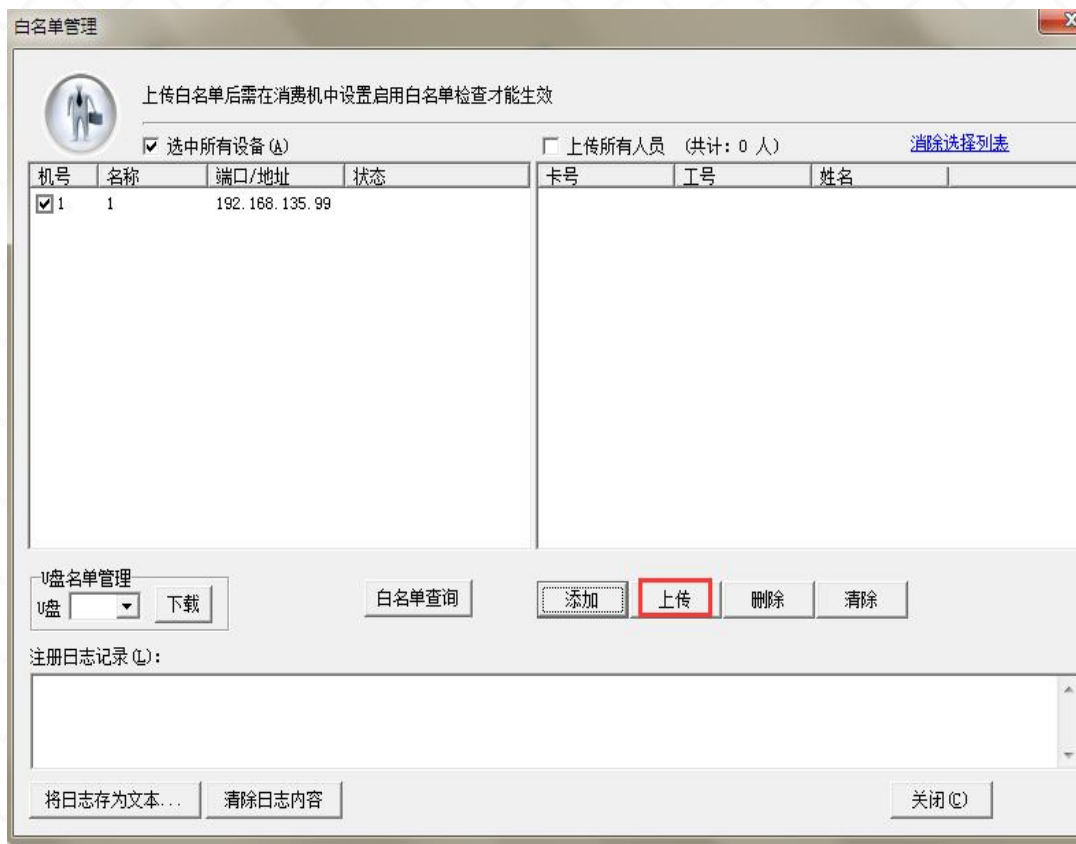 白名单管理
上传白名单后需在消费机中设置启用白名单检查才能生效
选中所有设备(A)
上传所有人员 (共计: 0 人)
消除选择列表
机号 名称 端口/地址 状态
卡号 工号 姓名
1 1 192.168.135.99
U盘名单管理
U盘 下载
白名单查询
添加 上传 删除 清除
注册日志记录(L):
将日志存为文本... 清除日志内容 关闭(C)